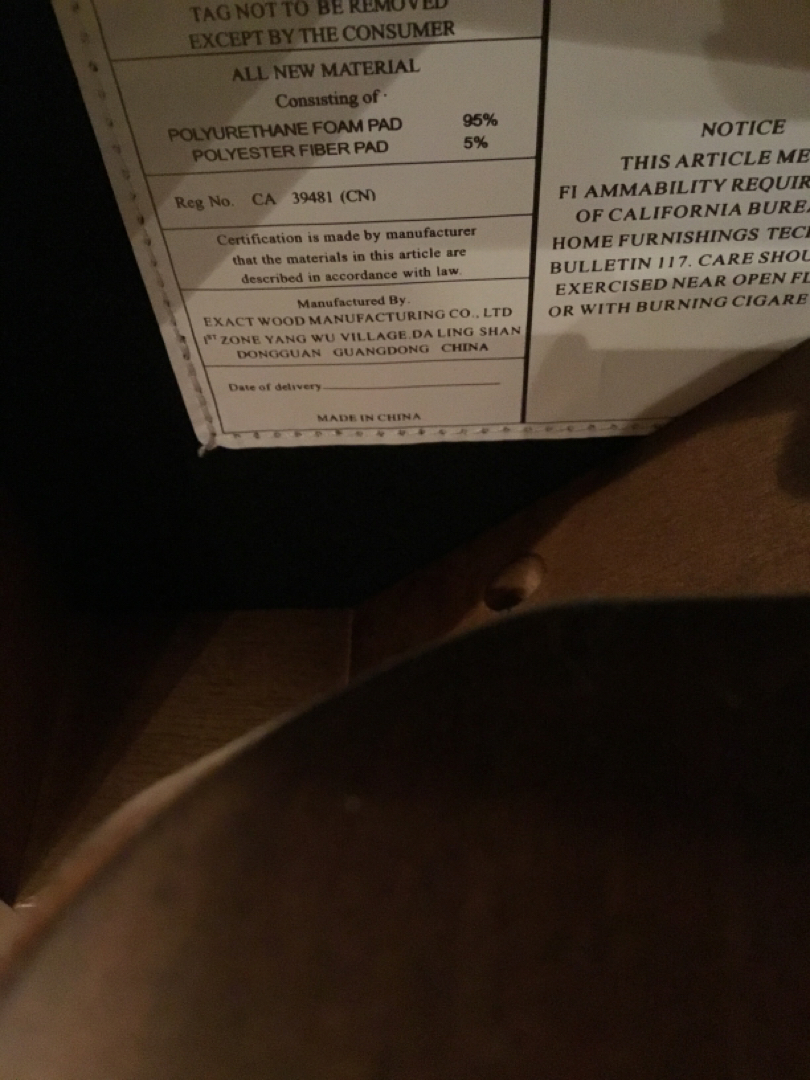 TAG NOT TO BE REMOVED
EXCEPT BY THE CONSUMER
ALL NEW MATERIAL
Consisting of
POLYURETHANE FOAM PAD 95%
POLYESTER FIBER PAD 5%
Reg No. CA 39481 (CN)
Certification is made by manufacturer
that the materials in this article are
described in accordance with law.
Manufactured By.
EXACT WOOD MANUFACTURING CO., LTD
1ST ZONE YANG WU VILLAGE.DA LING SHAN
DONGGUAN GUANGDONG CHINA
Date of delivery
MADE IN CHINA
NOTICE
THIS ARTICLE ME
FLAMMABILITY REQUIR
OF CALIFORNIA BUREA
HOME FURNISHINGS TEC
BULLETIN 117. CARE SHOU
EXERCISED NEAR OPEN FL
OR WITH BURNING CIGARE